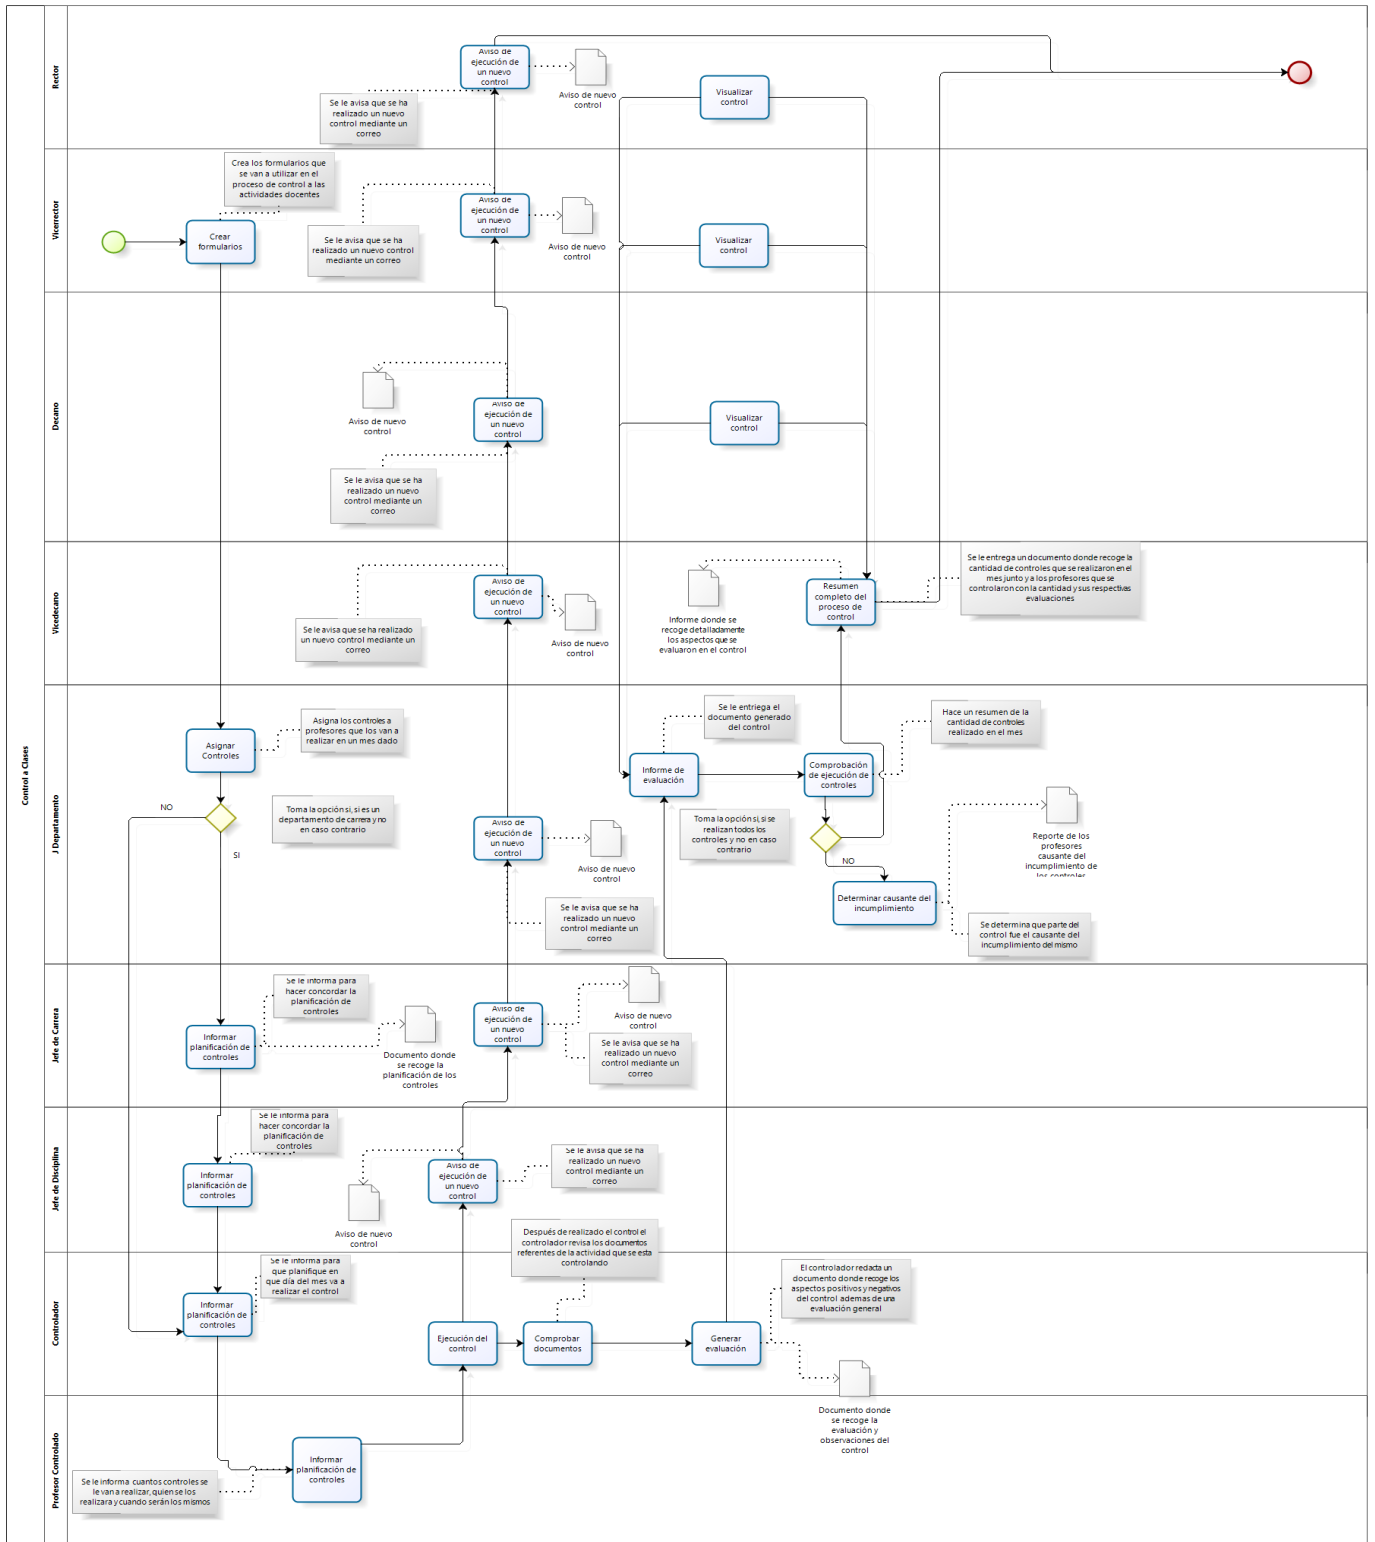 Control a Clases
Rector
Aviso de
ejecución de
un nuevo
control
Aviso de nuevo
control
Se le avisa que se ha
realizado un nuevo
control mediante un
correo
Visualizar
control
Vicerector
Crea los formularios que
se van a utilizar en el
proceso de control a las
actividades docentes
Crear
formularios
Aviso de
ejecución de
un nuevo
control
Aviso de nuevo
control
Se le avisa que se ha
realizado un nuevo control
mediante un correo
Visualizar
control
Decano
Aviso de nuevo
control
Aviso de
ejecución de
un nuevo
control
Se le avisa que se ha
realizado un nuevo
control mediante un
correo
Visualizar
control
Vicedecano
Aviso de
ejecución de
un nuevo
control
Aviso de nuevo
control
Se le avisa que se ha realizado
un nuevo control mediante un
correo
Informe donde se
recoge detalladamente
los aspectos que se
evaluaron en el control
Resumen
completo del
proceso de
control
Se le entrega un documento donde recoge la
cantidad de controles que se realizaron en el
mes junto y a los profesores que se
controlaron con la cantidad y sus respectivas
evaluaciones
J Departamento
Asignar
Controles
Asigna los controles a
profesores que los van a
realizar en un mes dado
NO
SI
Toma la opción si, si es un
departamento de carrera y no
en caso contrario
Aviso de
ejecución de
un nuevo
control
Aviso de nuevo
control
Se le avisa que se ha
realizado un nuevo
control mediante un
correo
Se le entriega el
documento generado
del control
Informe de
evaluación
Toma la opción si, si se
realizan todos los
controles y no en caso
contrario
Comprobación
de ejecución de
controles
Hace un resumen de la
cantidad de controles
realizado en el mes
NO
Determinar causante del
incumplimiento
Reporte de los
profesores
causante del
incumplimiento de
los controles
Se determina que parte del
control fue el causante del
incumplimiento del mismo
Jefe de Carrera
Se le informa para
hacer concordar la
planificación de
controles
Informar
planificación de
controles
Documento donde
se recoge la
planificación de los
controles
Aviso de
ejecución de
un nuevo
control
Aviso de nuevo
control
Se le avisa que se ha
realizado un nuevo
control mediante un
correo
Jefe de Disciplina
Se le informa para
hacer concordar la
planificación de
controles
Informar
planificación de
controles
Aviso de nuevo
control
Aviso de
ejecución de
un nuevo
control
Se le avisa que se ha
realizado un nuevo
control mediante un
correo
Controlador
Se le informa para
que planifique en
que día del mes va a
realizar el control
Informar
planificación de
controles
Ejecución del
control
Después de realizado el control el
controlador revisa los documentos
referentes de la actividad que se esta
controlando
Comprobar
documentos
Generar
evaluación
El controlador redacta un
documento donde recoge los
aspectos positivos y negativos
del control ademas de una
evaluación general
Documento donde
se recoge la
evaluación y
observaciones del
control
Profesor Controlado
Se le informa cuantos controles se
le van a realizar, quien se los
realizara y cuando serán los mismos
Informar
planificación de
controles